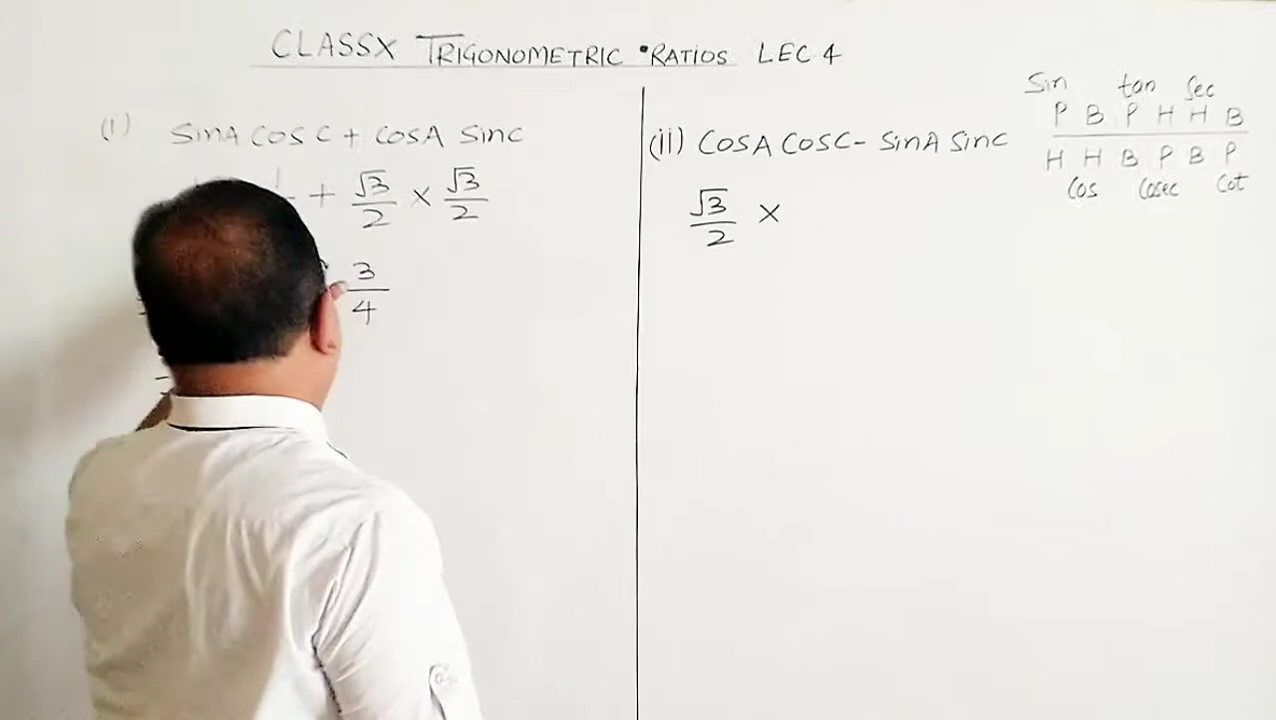 CLASSX TRIGONOMETRIC RATIOS LEC 4
(1) SinA COS C + COSA SinC
+ √3/2 × √3/2
3/4
(ii) COSA COSC - SinA SinC
√3/2 ×
Sin tan Sec
P B P H H B
H H B P B P
Cos Cosec Cot